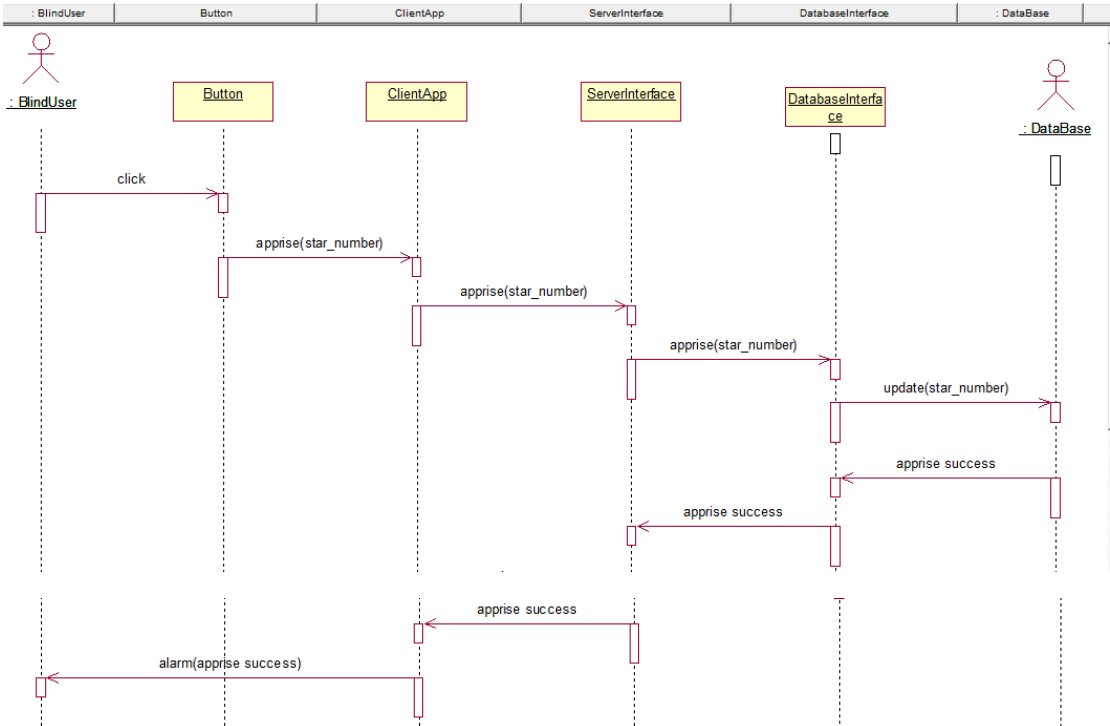 : BlindUser
Button
ClientApp
ServerInterface
DatabaseInterface
: DataBase
: BlindUser
Button
ClientApp
ServerInterface
DatabaseInterfa
ce
: DataBase
click
apprise(star_number)
apprise(star_number)
apprise(star_number)
update(star_number)
apprise success
apprise success
apprise success
alarm(apprise success)